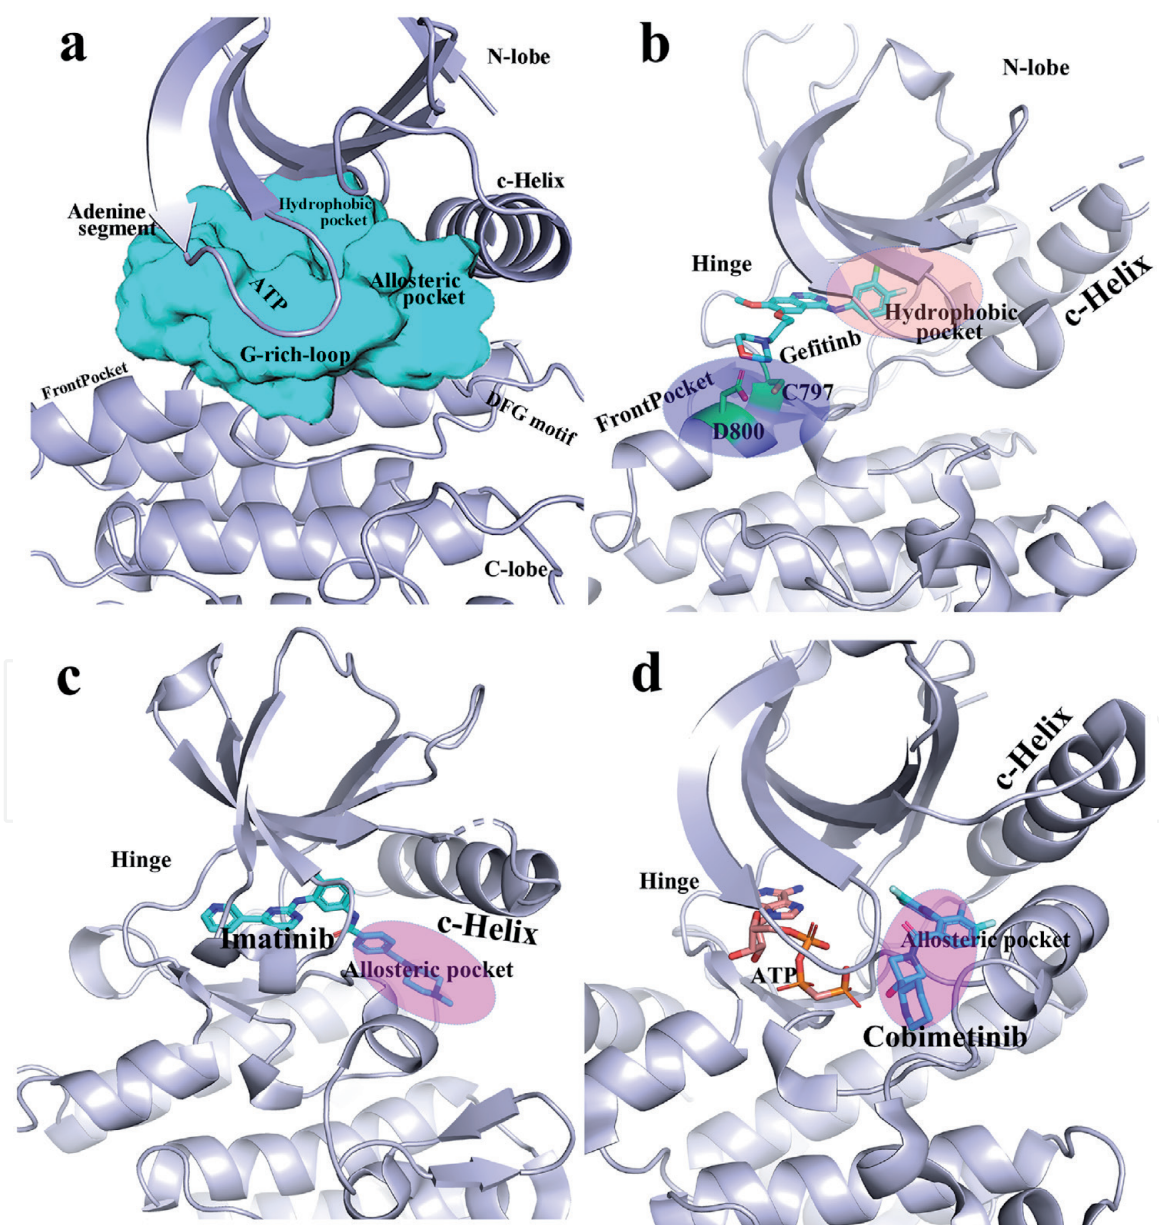 a
N-lobe
c-Helix
Hydrophobic
pocket
Adenine
segment
Allosteric
pocket
ATP
G-rich-loop
FrontPocket
DFG motif
C-lobe
b
N-lobe
Hinge
c-Helix
Hydrophobic
pocket
Gefitinb
FrontPocket
C797
D800
c
Hinge
Imatinib
c-Helix
Allosteric pocket
d
c-Helix
Hinge
Allosteric pocket
ATP
Cobimetinib